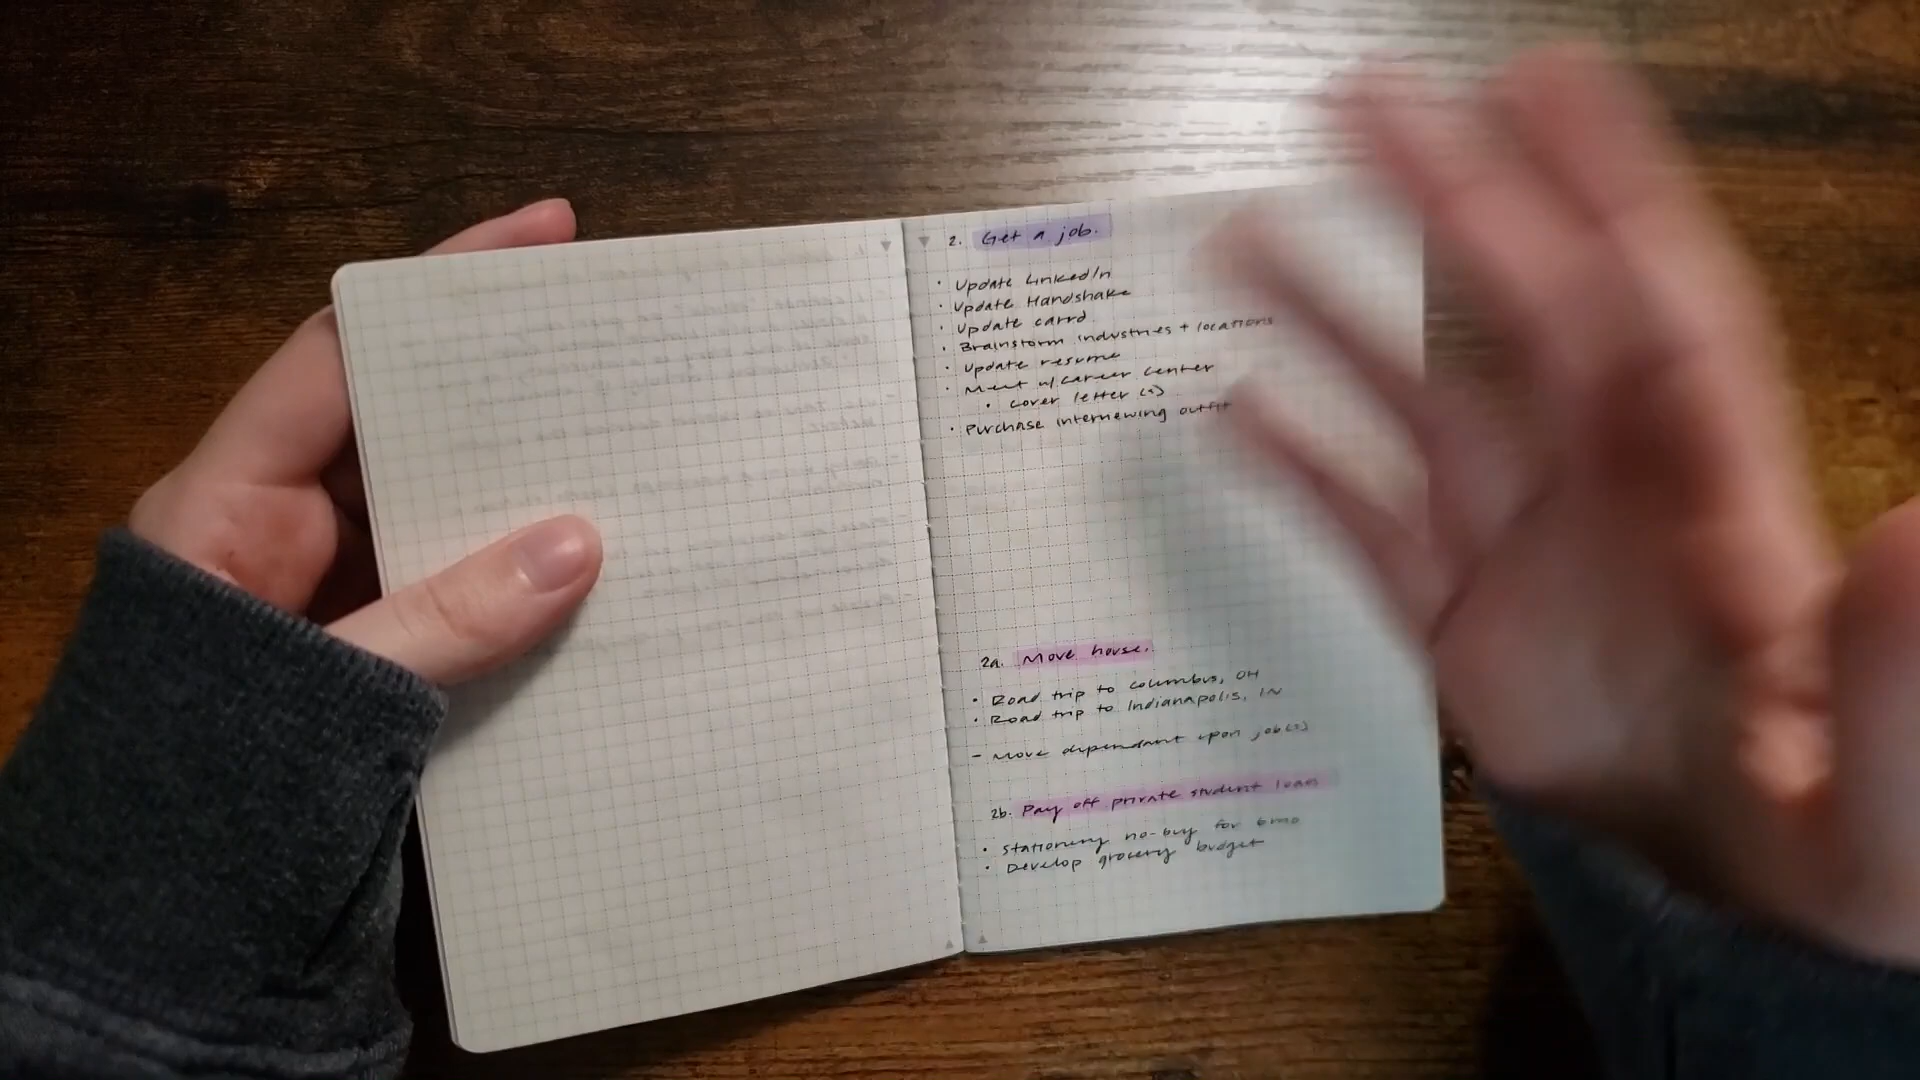 2. Get a job.
• Update LinkedIn
• Update Handshake
• Update carrd
• Brainstorm industries + locations
• Update resume
• Meet w/ career center
• Cover letter(s)
• Purchase interviewing outfit
2a. Move house.
• Road trip to Columbus, OH
• Road trip to Indianapolis, IN
- Move dependant upon job(s)
2b. Pay off private student loan
• Stationery no-buy for 6mo
• Develop grocery budget